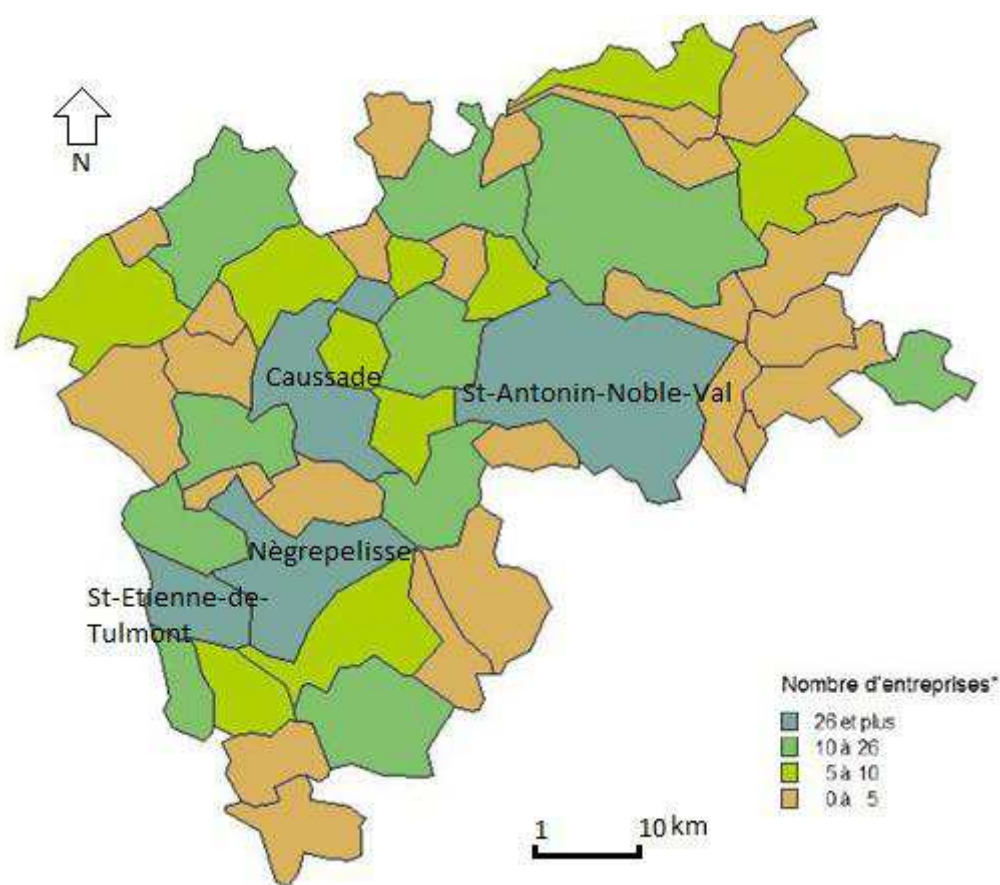 N
Caussade
St-Antonin-Noble-Val
Nègrepelisse
St-Etienne-de-
Tulmont
Nombre d'entreprises*
26 et plus
10 à 26
5 à 10
0 à 5
1 10 km